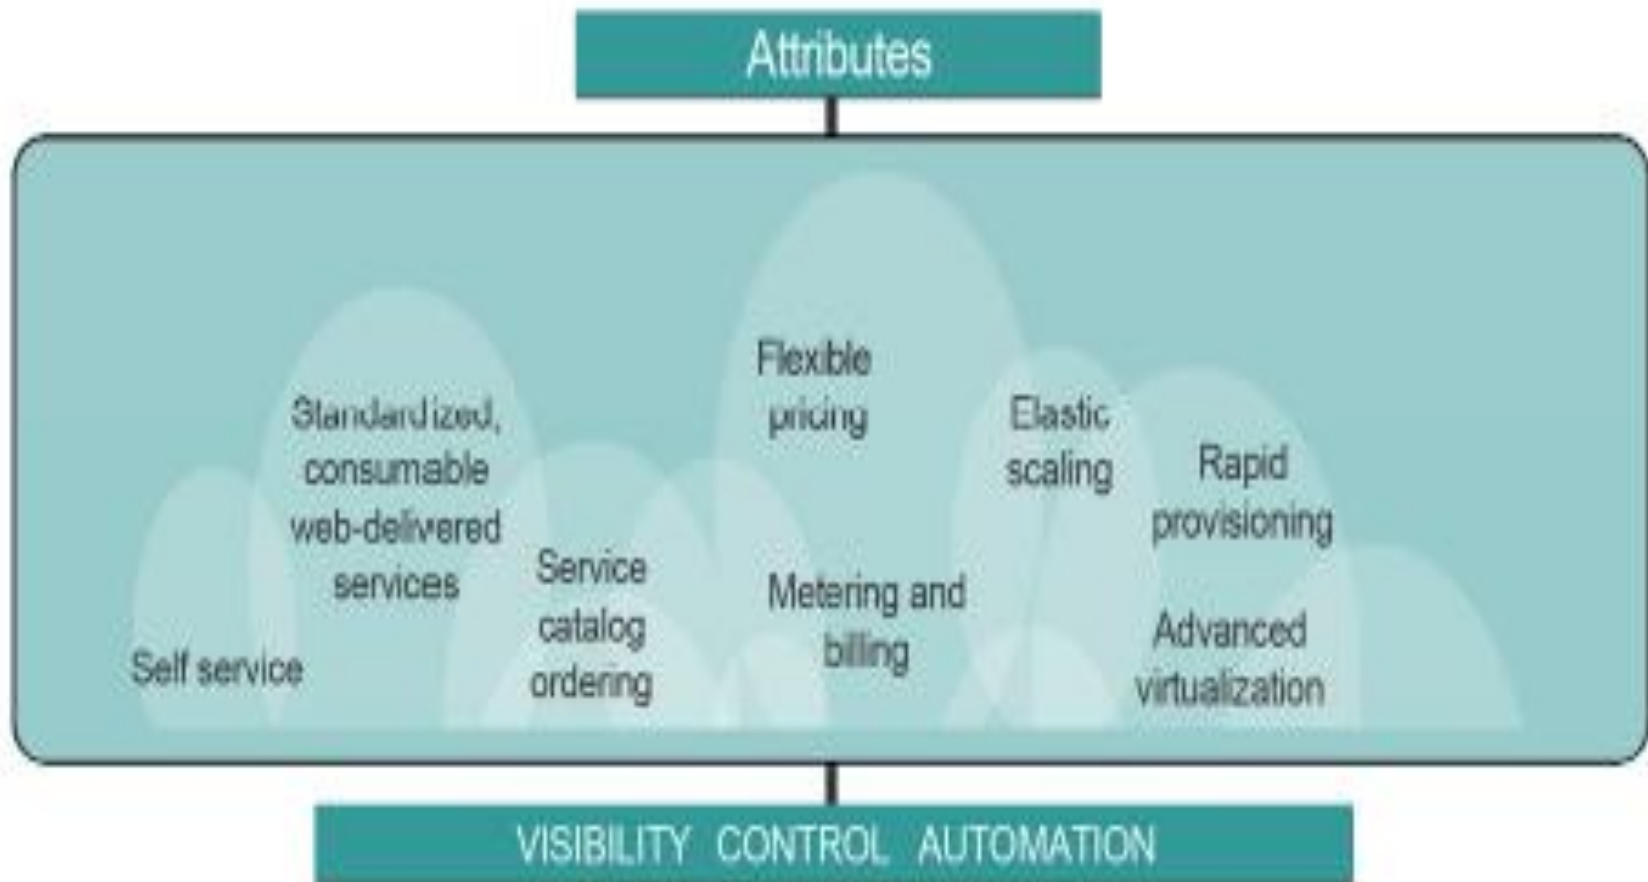 Attributes
Flexible
pricing
Standardized,
consumable
web-delivered
services
Elastic
scaling
Rapid
provisioning
Self service
Service
catalog
ordering
Metering and
billing
Advanced
virtualization
VISIBILITY CONTROL AUTOMATION